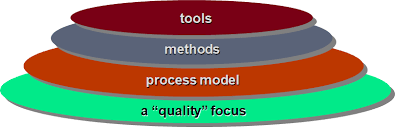 tools
methods
process model
a “quality” focus